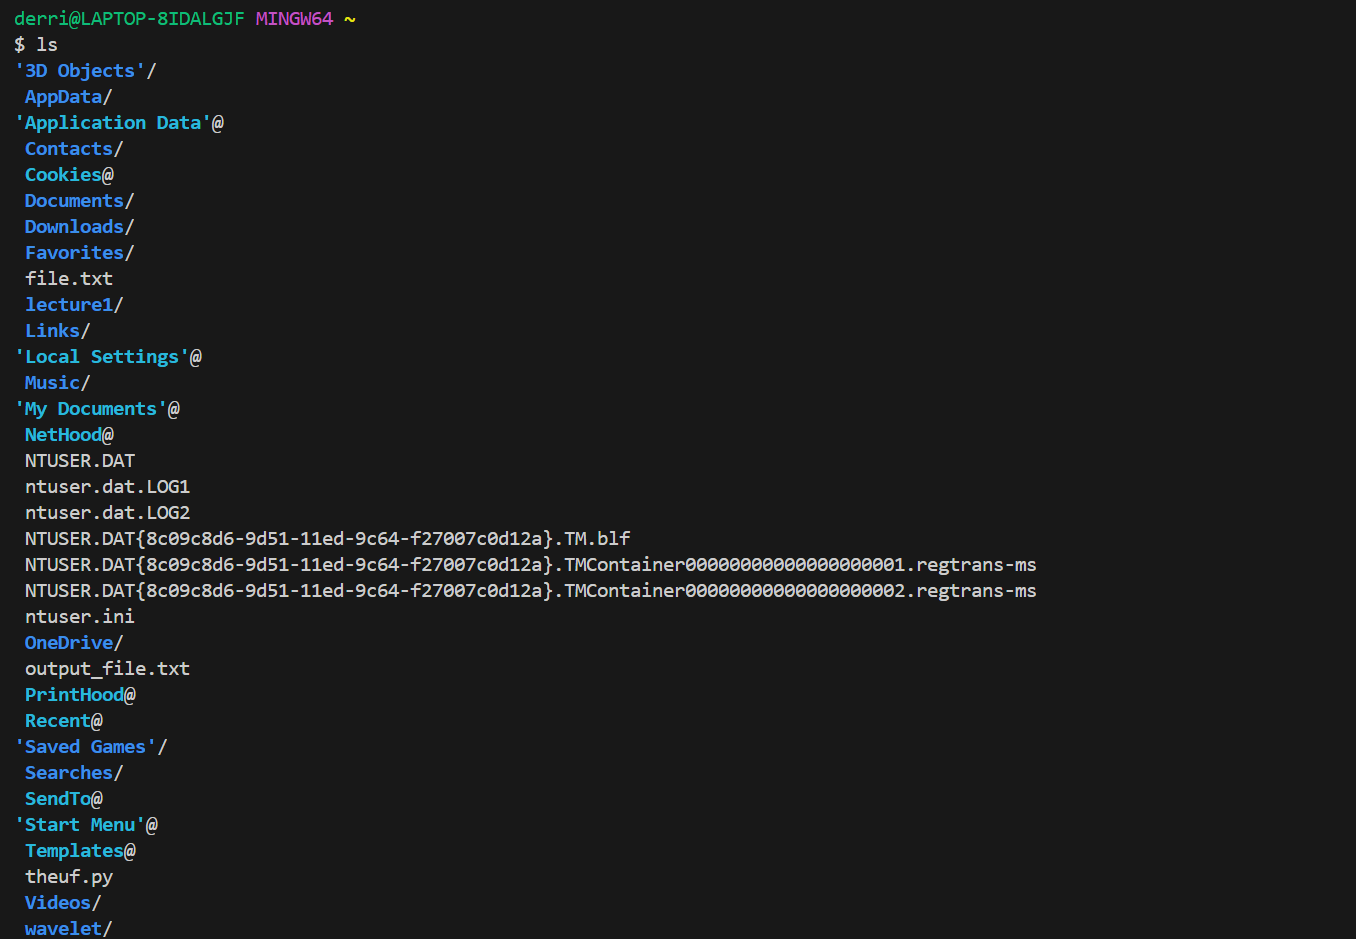 derri@LAPTOP-8IDALGJF MINGW64 ~
$ ls
'3D Objects'/
AppData/
'Application Data'@
Contacts/
Cookies@
Documents/
Downloads/
Favorites/
file.txt
lecture1/
Links/
'Local Settings'@
Music/
'My Documents'@
NetHood@
NTUSER.DAT
ntuser.dat.LOG1
ntuser.dat.LOG2
NTUSER.DAT{8c09c8d6-9d51-11ed-9c64-f27007c0d12a}.TM.blf
NTUSER.DAT{8c09c8d6-9d51-11ed-9c64-f27007c0d12a}.TMContainer00000000000000000001.regtrans-ms
NTUSER.DAT{8c09c8d6-9d51-11ed-9c64-f27007c0d12a}.TMContainer00000000000000000002.regtrans-ms
ntuser.ini
OneDrive/
output_file.txt
PrintHood@
Recent@
'Saved Games'/
Searches/
SendTo@
'Start Menu'@
Templates@
theuf.py
Videos/
wavelet/